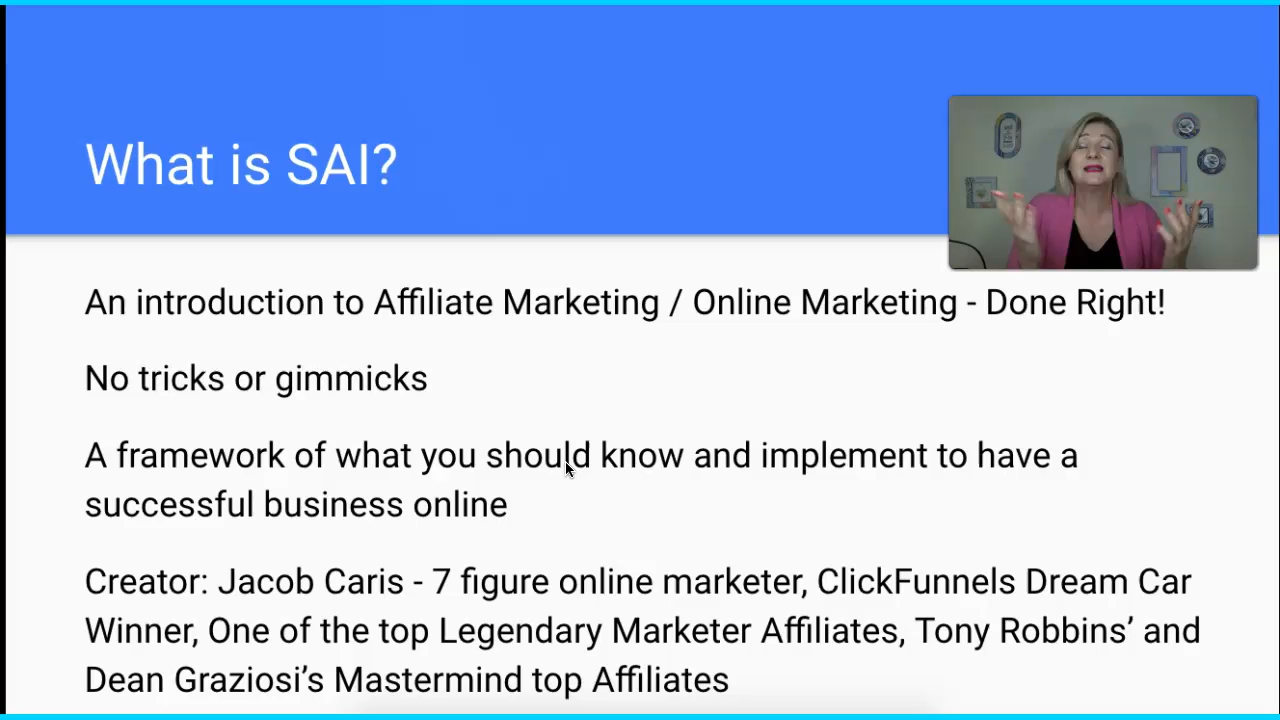 What is SAI?
An introduction to Affiliate Marketing / Online Marketing - Done Right!
No tricks or gimmicks
A framework of what you should know and implement to have a
successful business online
Creator: Jacob Caris - 7 figure online marketer, ClickFunnels Dream Car
Winner, One of the top Legendary Marketer Affiliates, Tony Robbins’ and
Dean Graziosi’s Mastermind top Affiliates